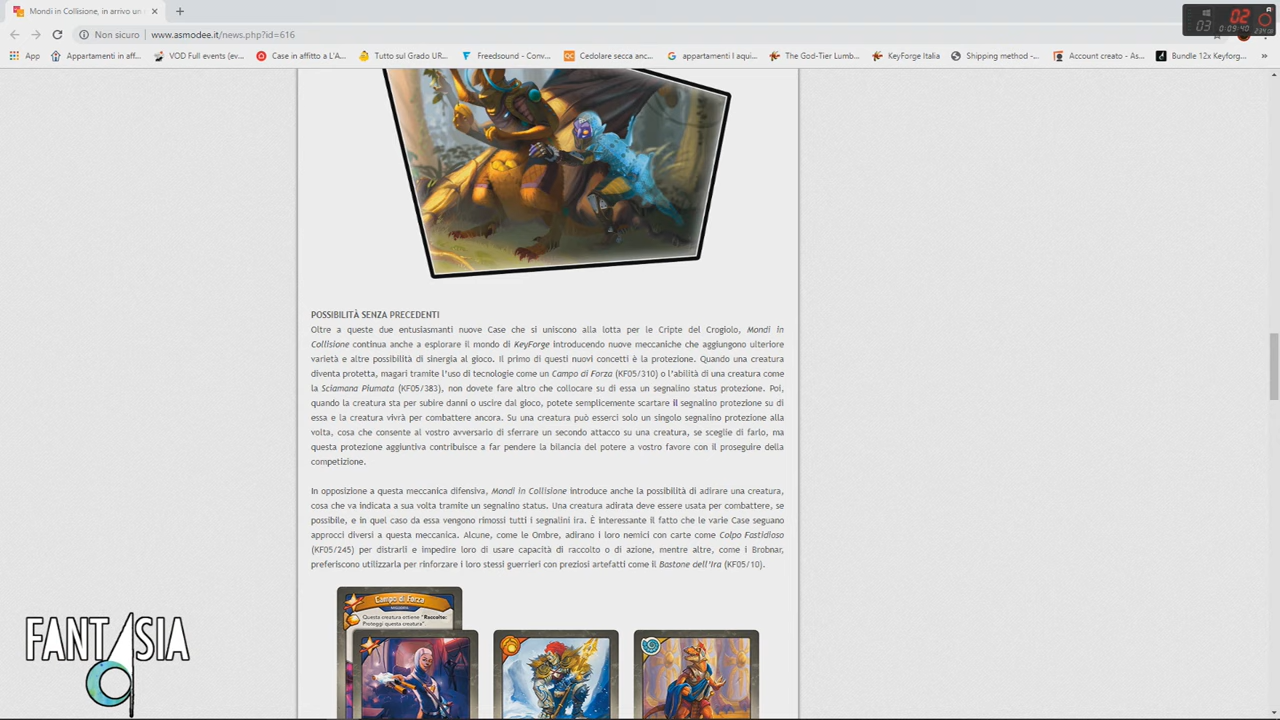 Mondi in Collisione, in arrivo un
02
03
0:09:40
Non sicuro
www.asmodee.it/news.php?id=616
App
Appartamenti in aff...
VOD Full events (ev...
Case in affitto a L'A...
Tutto sul Grado UR...
Freedsound - Conv...
Cedolare secca anc...
appartamenti l aqui...
The God-Tier Lumb...
KeyForge Italia
Shipping method -...
Account creato - As...
Bundle 12x Keyforg...
»
POSSIBILITÀ SENZA PRECEDENTI
Oltre a queste due entusiasmanti nuove Case che si uniscono alla lotta per le Cripte del Crogiolo, Mondi in
Collisione continua anche a esplorare il mondo di KeyForge introducendo nuove meccaniche che aggiungono ulteriore
varietà e altre possibilità di sinergia al gioco. Il primo di questi nuovi concetti è la protezione. Quando una creatura
diventa protetta, magari tramite l'uso di tecnologie come un Campo di Forza (KF05/310) o l'abilità di una creatura come
la Sciamana Piumata (KF05/383), non dovete fare altro che collocare su di essa un segnalino status protezione. Poi,
quando la creatura sta per subire danni o uscire dal gioco, potete semplicemente scartare il segnalino protezione su di
essa e la creatura vivrà per combattere ancora. Su una creatura può esserci solo un singolo segnalino protezione alla
volta, cosa che consente al vostro avversario di sferrare un secondo attacco su una creatura, se sceglie di farlo, ma
questa protezione aggiuntiva contribuisce a far pendere la bilancia del potere a vostro favore con il proseguire della
competizione.
In opposizione a questa meccanica difensiva, Mondi in Collisione introduce anche la possibilità di adirare una creatura,
cosa che va indicata a sua volta tramite un segnalino status. Una creatura adirata deve essere usata per combattere, se
possibile, e in quel caso da essa vengono rimossi tutti i segnalini ira. È interessante il fatto che le varie Case seguano
approcci diversi a questa meccanica. Alcune, come le Ombre, adirano i loro nemici con carte come Colpo Fastidioso
(KF05/245) per distrarli e impedire loro di usare capacità di raccolto o di azione, mentre altre, come i Brobnar,
preferiscono utilizzarla per rinforzare i loro stessi guerrieri con preziosi artefatti come il Bastone dell'Ira (KF05/10).
Campo di Forza
Questa creatura ottiene "Raccolto:
Proteggi questa creatura"
FANTASIA